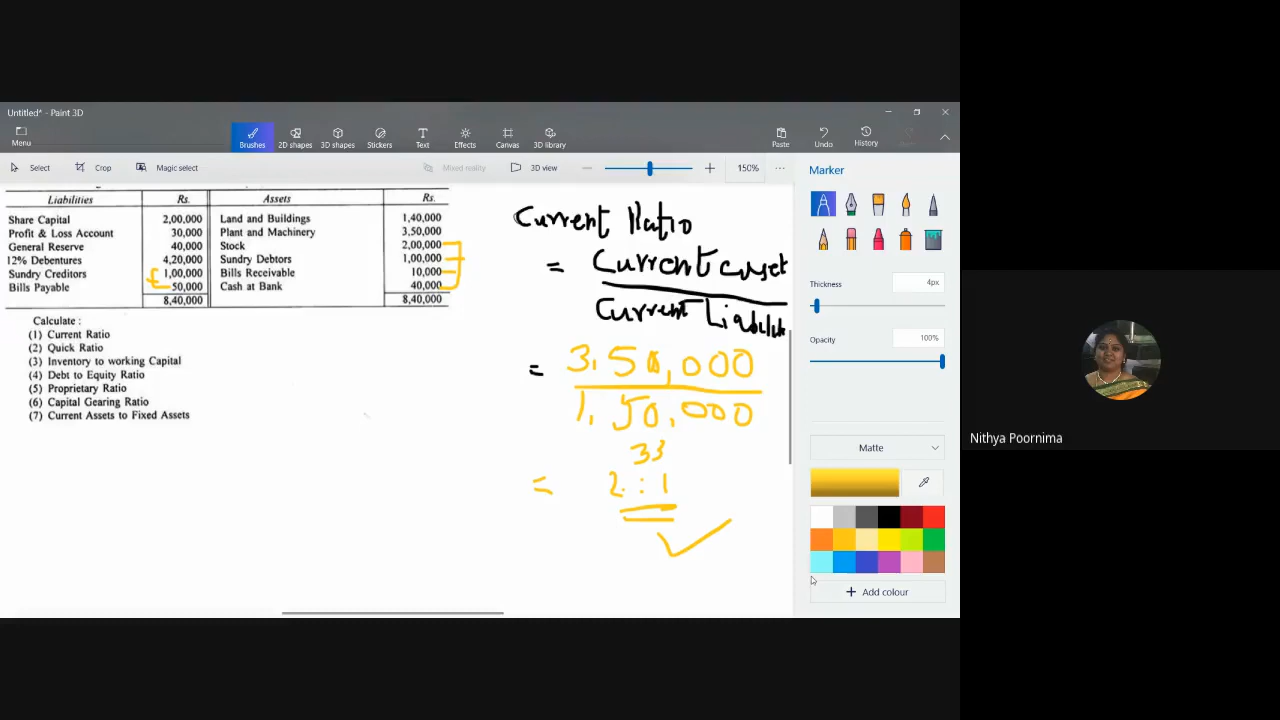 Untitled* - Paint 3D
Menu
Brushes
2D shapes
3D shapes
Stickers
Text
Effects
Canvas
3D library
Paste
Undo
History
Select
Crop
Magic select
Mixed reality
3D view
150%
Marker
Liabilities Rs. Assets Rs.
Share Capital 2,00,000 Land and Buildings 1,40,000
Profit & Loss Account 30,000 Plant and Machinery 3,50,000
General Reserve 40,000 Stock 2,00,000
12% Debentures 4,20,000 Sundry Debtors 1,00,000
Sundry Creditors 1,00,000 Bills Receivable 10,000
Bills Payable 50,000 Cash at Bank 40,000
8,40,000 8,40,000
Calculate :
(1) Current Ratio
(2) Quick Ratio
(3) Inventory to working Capital
(4) Debt to Equity Ratio
(5) Proprietary Ratio
(6) Capital Gearing Ratio
(7) Current Assets to Fixed Assets
Current Ratio
= Current
Current
= 3,50,000
1,50,000
33
= 2. : 1
Thickness
4px
Opacity
100%
Matte
Add colour
Nithya Poornima